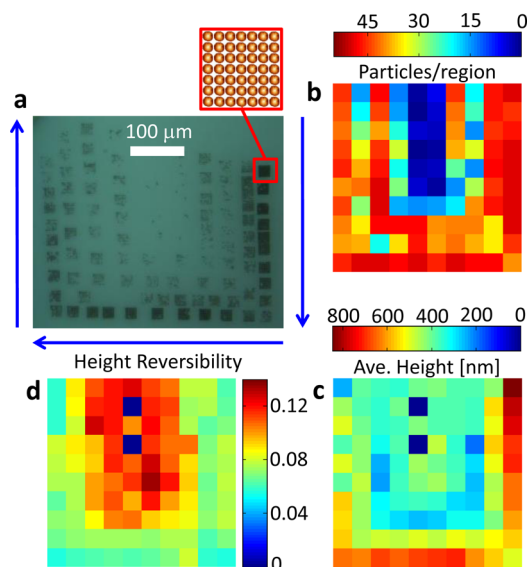 45 30 15 0
Particles/region
a
b
100 μm
800 600 400 200 0
Height Reversibility
Ave. Height [nm]
d
c
0.12
0.08
0.04
0